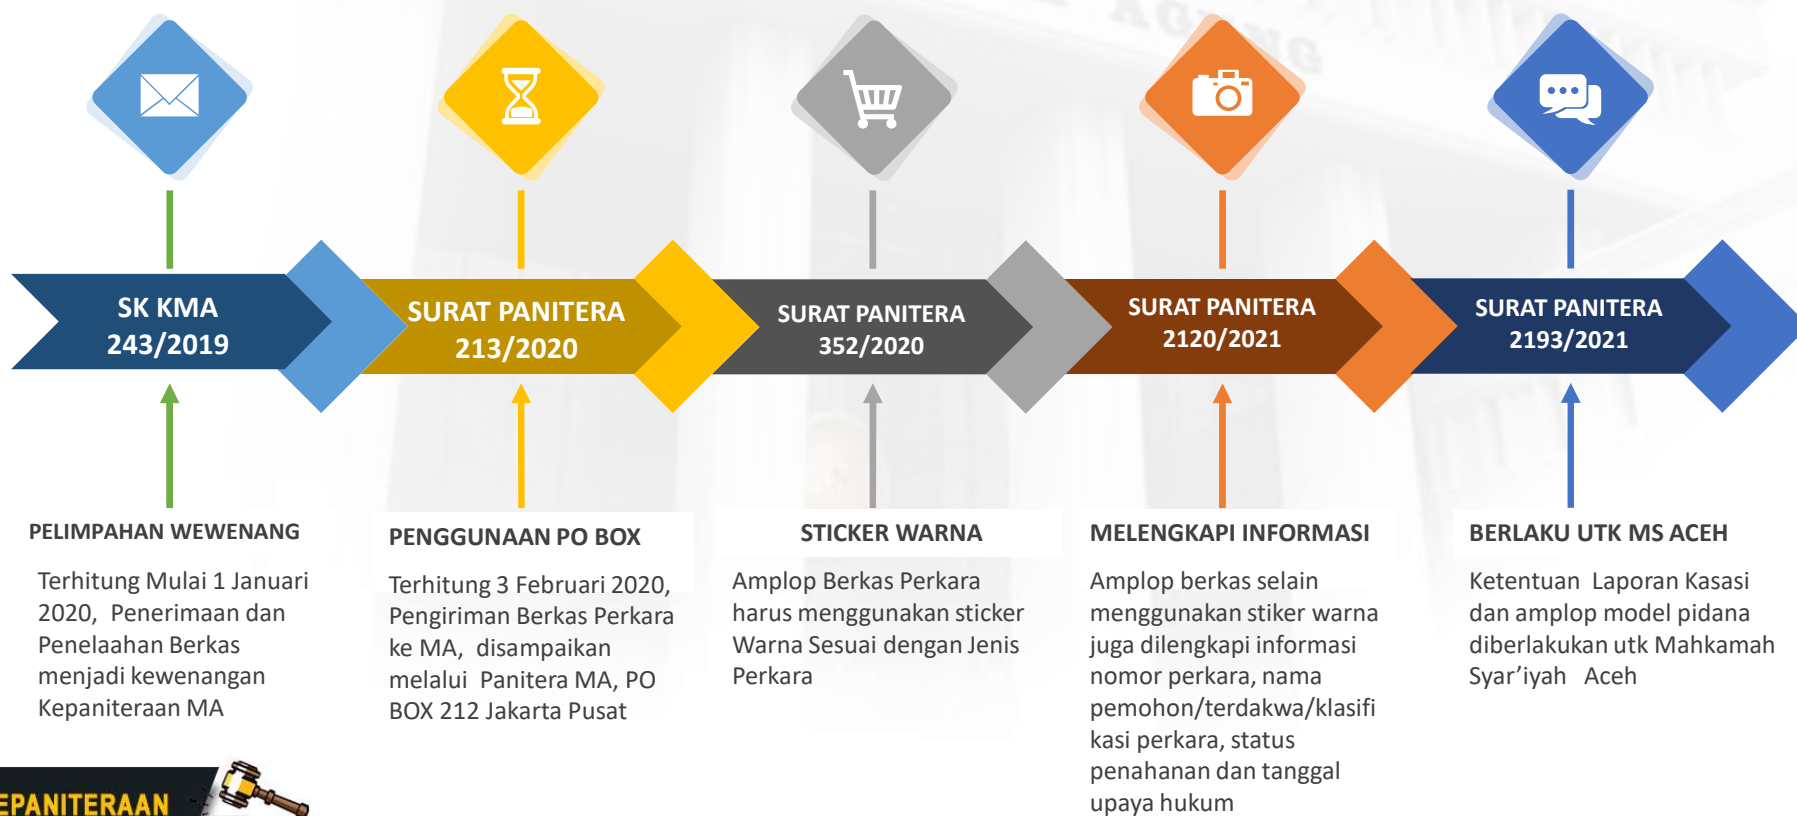 SK KMA
243/2019
SURAT PANITERA
213/2020
SURAT PANITERA
352/2020
SURAT PANITERA
2120/2021
SURAT PANITERA
2193/2021
PELIMPAHAN WEWENANG
Terhitung Mulai 1 Januari
2020, Penerimaan dan
Penelaahan Berkas
menjadi kewenangan
Kepaniteraan MA
PENGGUNAAN PO BOX
Terhitung 3 Februari 2020,
Pengiriman Berkas Perkara
ke MA, disampaikan
melalui Panitera MA, PO
BOX 212 Jakarta Pusat
STICKER WARNA
Amplop Berkas Perkara
harus menggunakan sticker
Warna Sesuai dengan Jenis
Perkara
MELENGKAPI INFORMASI
Amplop berkas selain
menggunakan stiker warna
juga dilengkapi informasi
nomor perkara, nama
pemohon/terdakwa/klasifi
kasi perkara, status
penahanan dan tanggal
upaya hukum
BERLAKU UTK MS ACEH
Ketentuan Laporan Kasasi
dan amplop model pidana
diberlakukan utk Mahkamah
Syar’iyah Aceh
EPANITERAAN